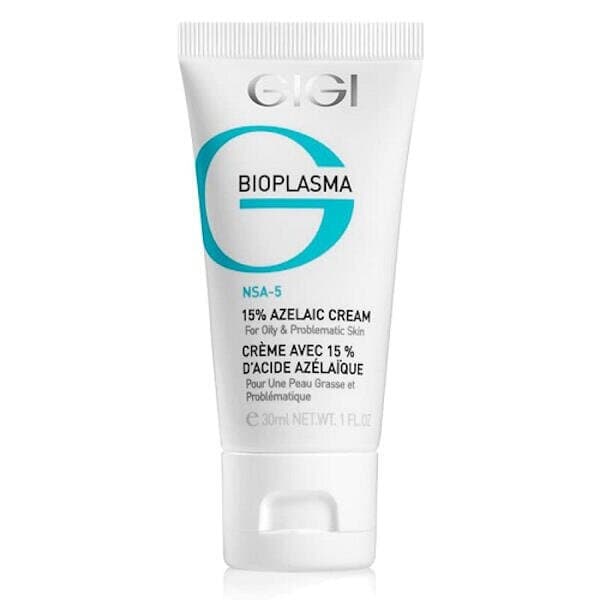 GIGI
BIOPLASMA
NSA-5
15% AZELAIC CREAM
For Oily & Problematic Skin
CRÈME AVEC 15 %
D'ACIDE AZÉLAÏQUE
Pour Une Peau Grasse et
Problématique
e 30ml NET.WT. 1 FL.OZ